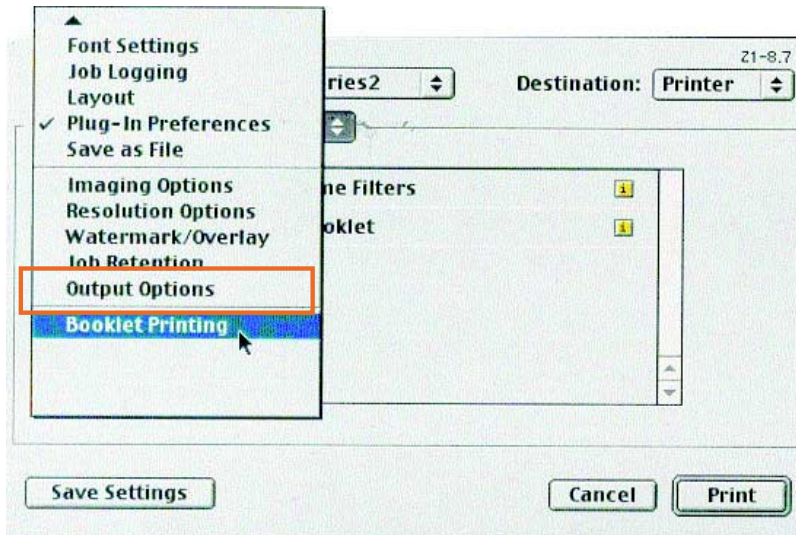 Font Settings
Job Logging
Layout
✓ Plug-In Preferences
Save as File
Imaging Options
Resolution Options
Watermark/Overlay
Job Retention
Output Options
Booklet Printing
Z1-8.7
ries2
Destination: Printer
ne Filters
oklet
Save Settings
Cancel
Print